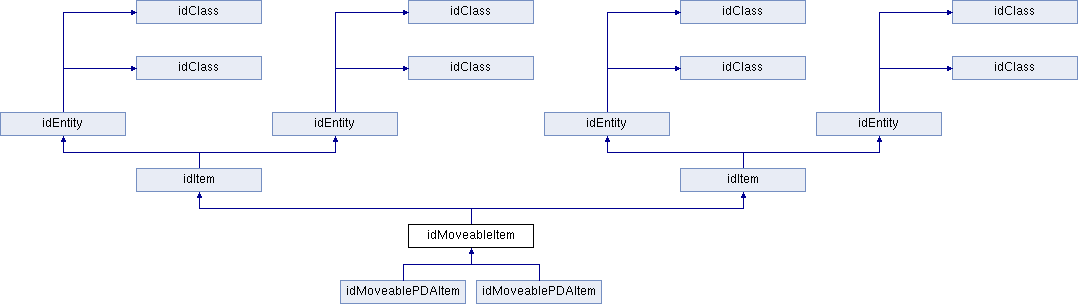 idClass
idClass
idClass
idClass
idClass
idClass
idClass
idClass
idEntity
idEntity
idEntity
idEntity
idItem
idItem
idMoveableItem
idMoveablePDAItem
idMoveablePDAItem